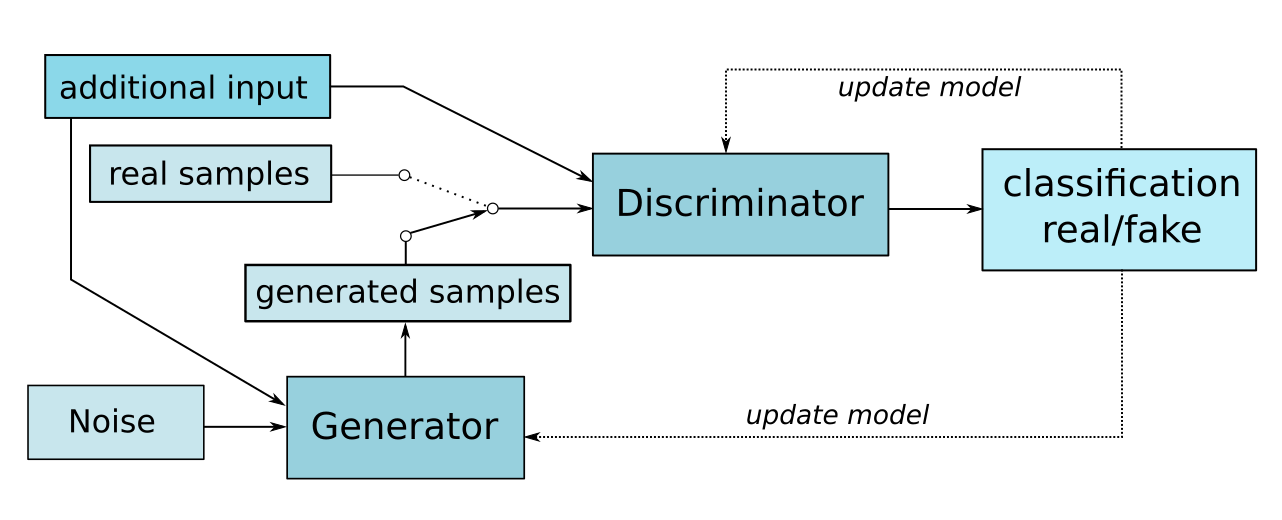 additional input
update model
real samples
Discriminator
classification
real/fake
generated samples
Noise
Generator
update model